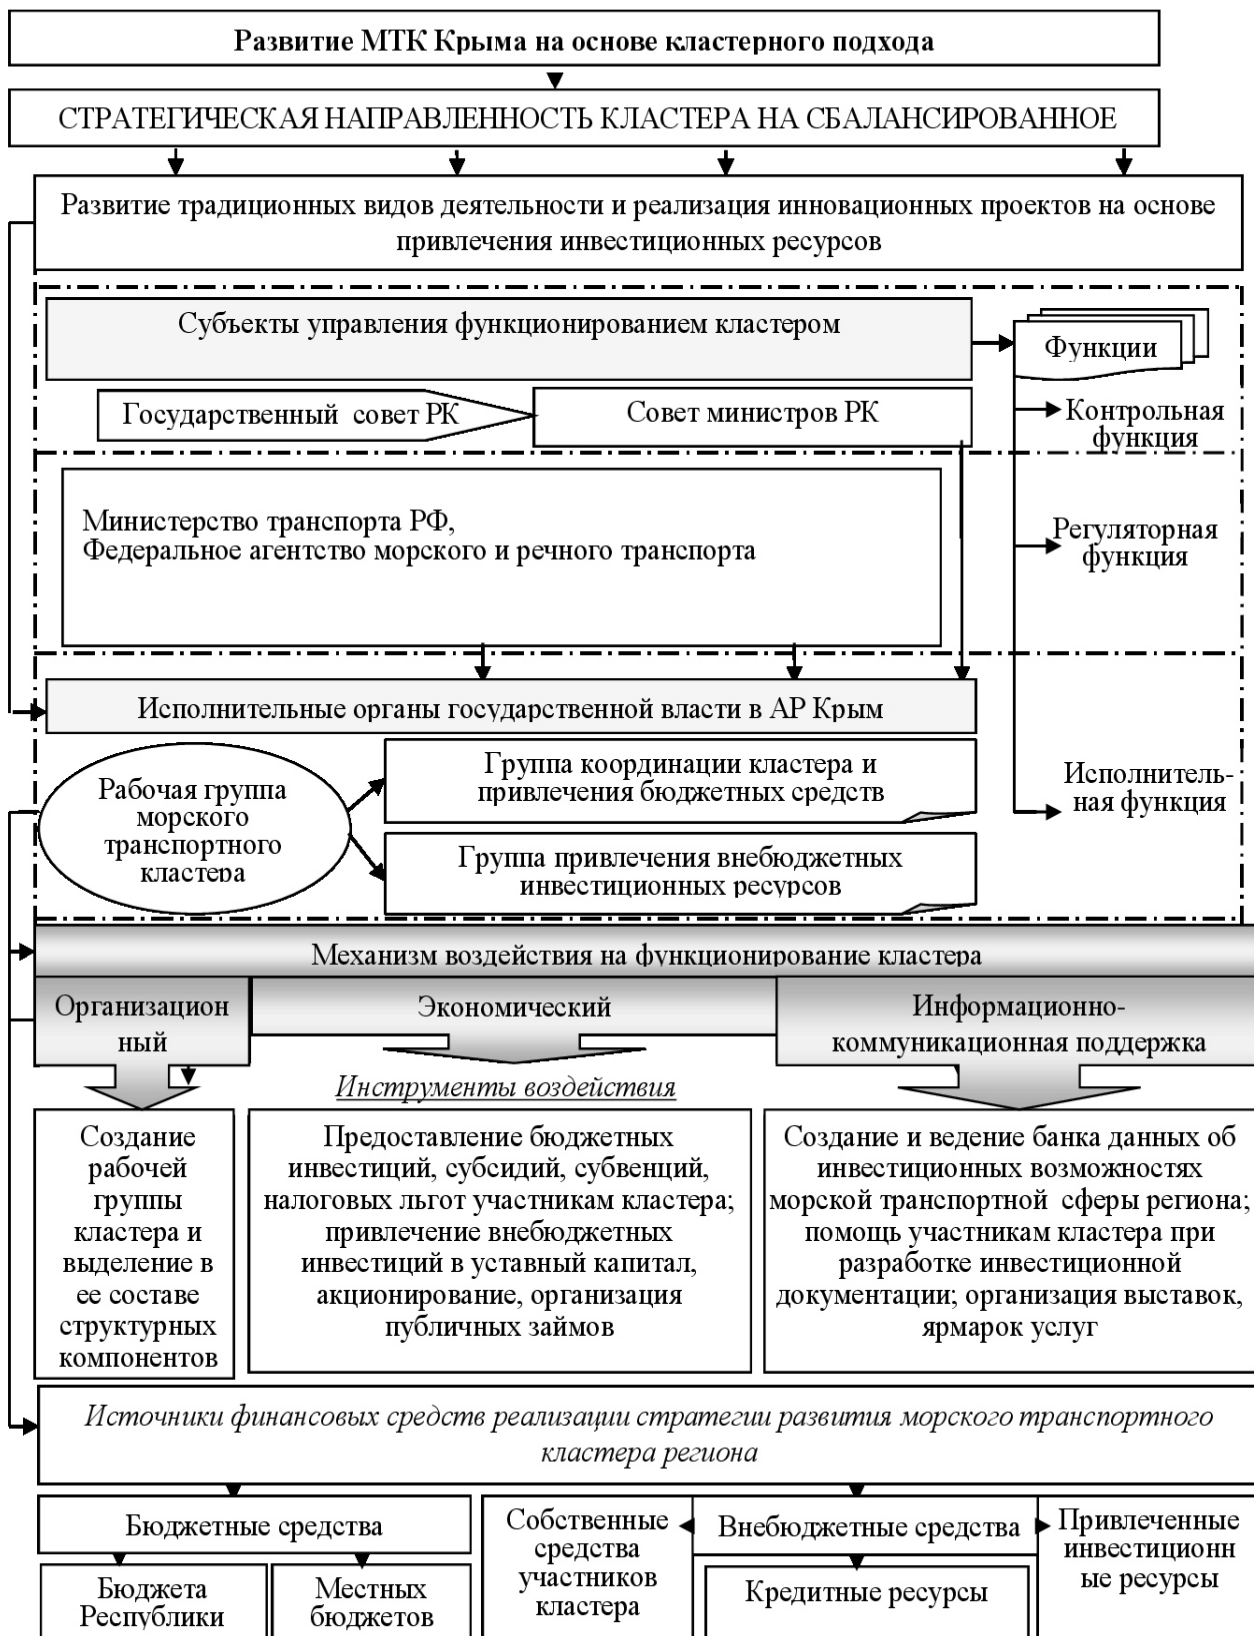 Развитие МТК Крыма на основе кластерного подхода
СТРАТЕГИЧЕСКАЯ НАПРАВЛЕННОСТЬ КЛАСТЕРА НА СБАЛАНСИРОВАННОЕ
Развитие традиционных видов деятельности и реализация инновационных проектов на основе
привлечения инвестиционных ресурсов
Субъекты управления функционированием кластером
Функции
Государственный совет РК
Совет министров РК
Контрольная
функция
Министерство транспорта РФ,
Федеральное агентство морского и речного транспорта
Регуляторная
функция
Исполнительные органы государственной власти в АР Крым
Рабочая группа
морского
транспортного
кластера
Группа координации кластера и
привлечения бюджетных средств
Группа привлечения внебюджетных
инвестиционных ресурсов
Исполнитель-
ная функция
Механизм воздействия на функционирование кластера
Организацион
ный
Экономический
Информационно-
коммуникационная поддержка
Инструменты воздействия
Создание
рабочей
группы
кластера и
выделение в
ее составе
структурных
компонентов
Предоставление бюджетных
инвестиций, субсидий, субвенций,
налоговых льгот участникам кластера;
привлечение внебюджетных
инвестиций в уставный капитал,
акционирование, организация
публичных займов
Создание и ведение банка данных об
инвестиционных возможностях
морской транспортной сферы региона;
помощь участникам кластера при
разработке инвестиционной
документации; организация выставок,
ярмарок услуг
Источники финансовых средств реализации стратегии развития морского транспортного
кластера региона
Бюджетные средства
Бюджета
Республики
Местных
бюджетов
Собственные
средства
участников
кластера
Внебюджетные средства
Кредитные ресурсы
Привлеченные
инвестиционн
ые ресурсы